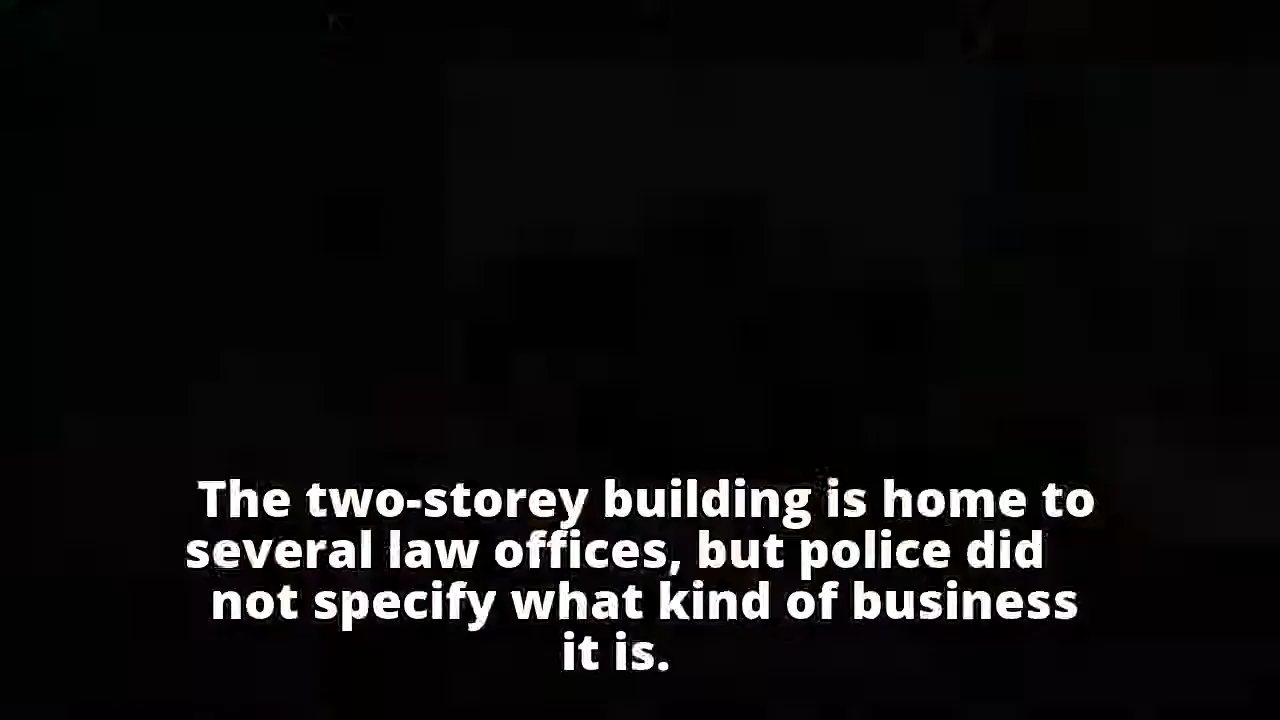 The two-storey building is home to
several law offices, but police did
not specify what kind of business
it is.